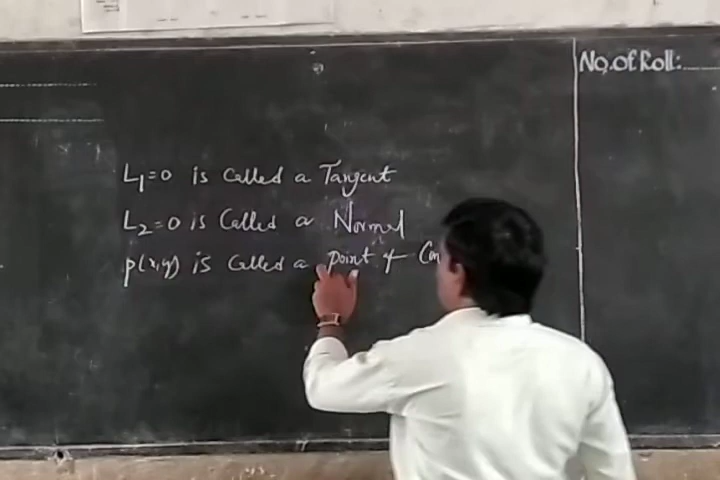 No. of Roll:
L₁=0 is called a Tangent
L₂=0 is called a Normal
P(x,y) is called a point of Con